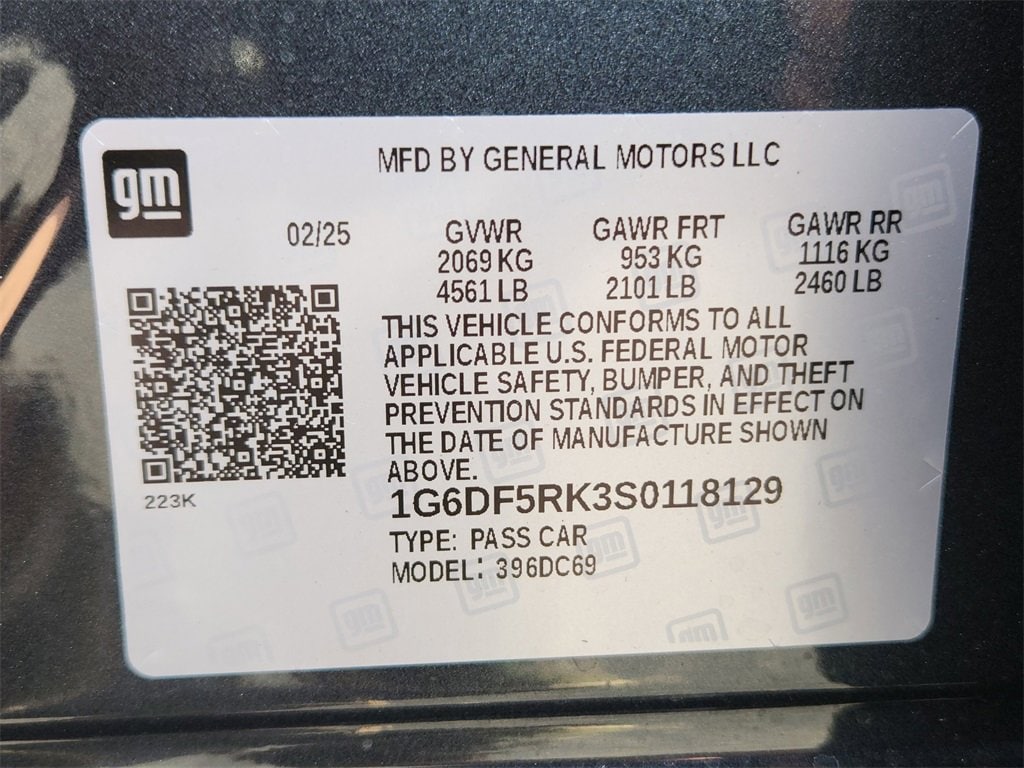 gm
MFD BY GENERAL MOTORS LLC
02/25
GVWR GAWR FRT GAWR RR
2069 KG 953 KG 1116 KG
4561 LB 2101 LB 2460 LB
THIS VEHICLE CONFORMS TO ALL
APPLICABLE U.S. FEDERAL MOTOR
VEHICLE SAFETY, BUMPER, AND THEFT
PREVENTION STANDARDS IN EFFECT ON
THE DATE OF MANUFACTURE SHOWN
ABOVE.
223K
1G6DF5RK3S0118129
TYPE: PASS CAR
MODEL: 396DC69